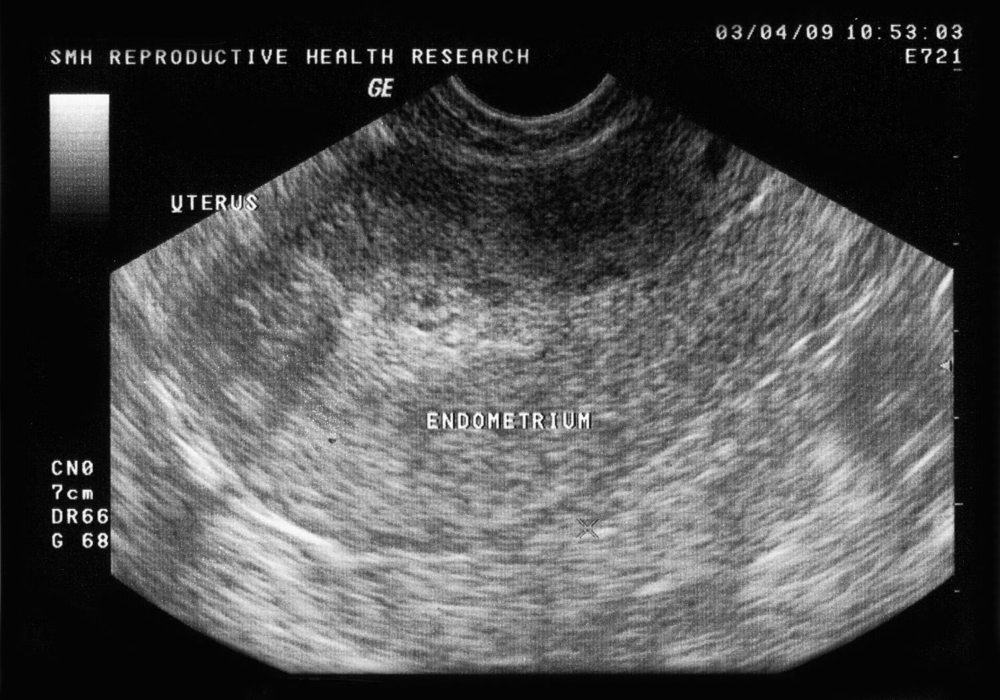 03/04/09 10:53:03
SMH REPRODUCTIVE HEALTH RESEARCH
E721
GE
UTERUS
ENDOMETRIUM
CN0
7cm
DR66
G 68